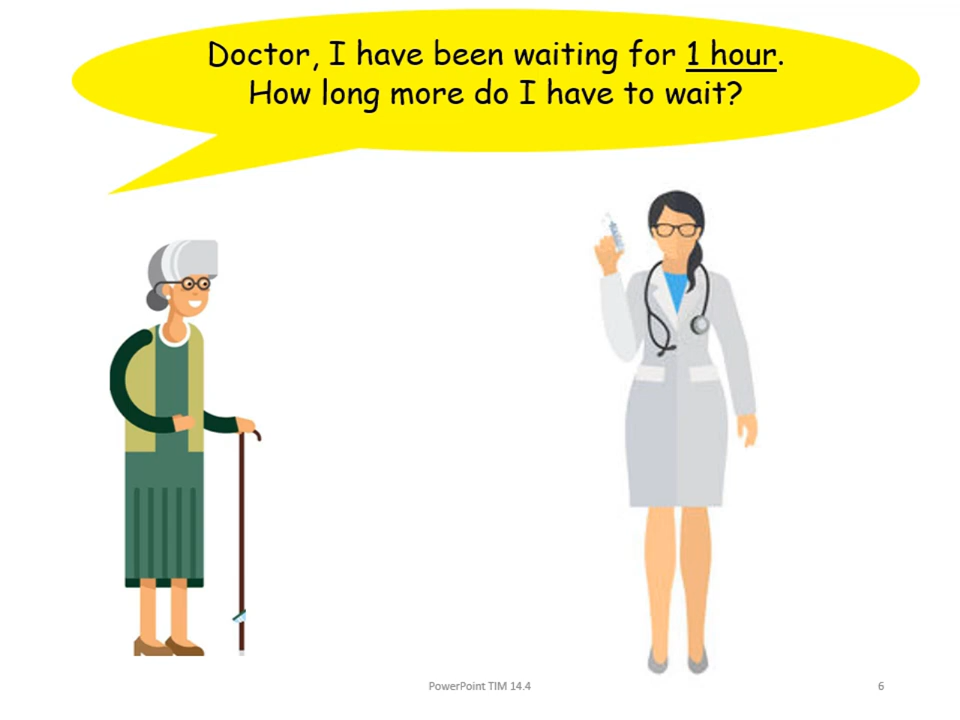 Doctor, I have been waiting for 1 hour.
How long more do I have to wait?
PowerPoint TIM 14.4
6